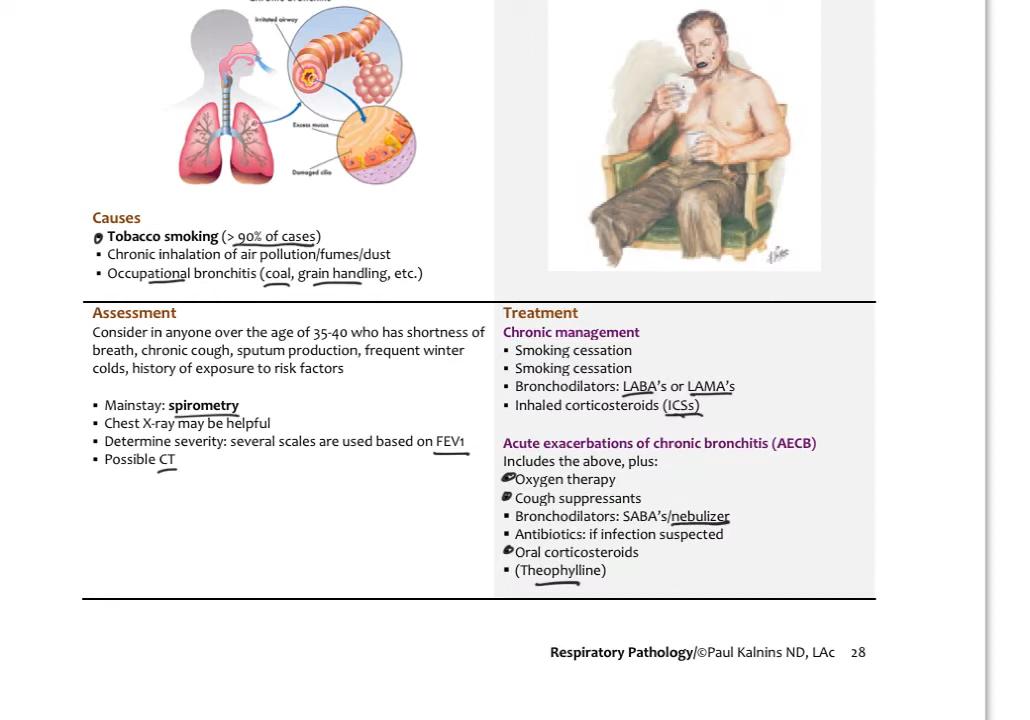 Irritated airway
Excess mucus
Damaged cilia
Causes
Tobacco smoking (> 90% of cases)
▪ Chronic inhalation of air pollution/fumes/dust
▪ Occupational bronchitis (coal, grain handling, etc.)
Assessment
Consider in anyone over the age of 35-40 who has shortness of
breath, chronic cough, sputum production, frequent winter
colds, history of exposure to risk factors
▪ Mainstay: spirometry
▪ Chest X-ray may be helpful
▪ Determine severity: several scales are used based on FEV1
▪ Possible CT
Treatment
Chronic management
▪ Smoking cessation
▪ Smoking cessation
▪ Bronchodilators: LABA's or LAMA's
▪ Inhaled corticosteroids (ICSs)
Acute exacerbations of chronic bronchitis (AECB)
Includes the above, plus:
Oxygen therapy
Cough suppressants
▪ Bronchodilators: SABA's/nebulizer
▪ Antibiotics: if infection suspected
Oral corticosteroids
▪ (Theophylline)
Respiratory Pathology/©Paul Kalnins ND, LAc 28